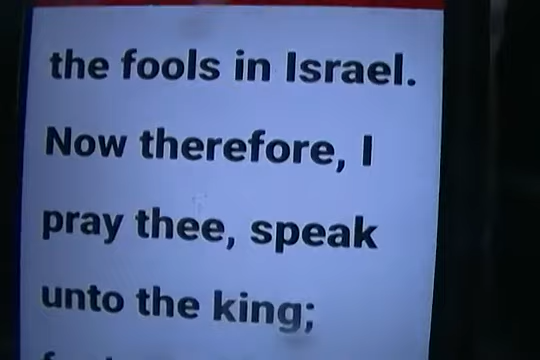 the fools in Israel.
Now therefore, I
pray thee, speak
unto the king;